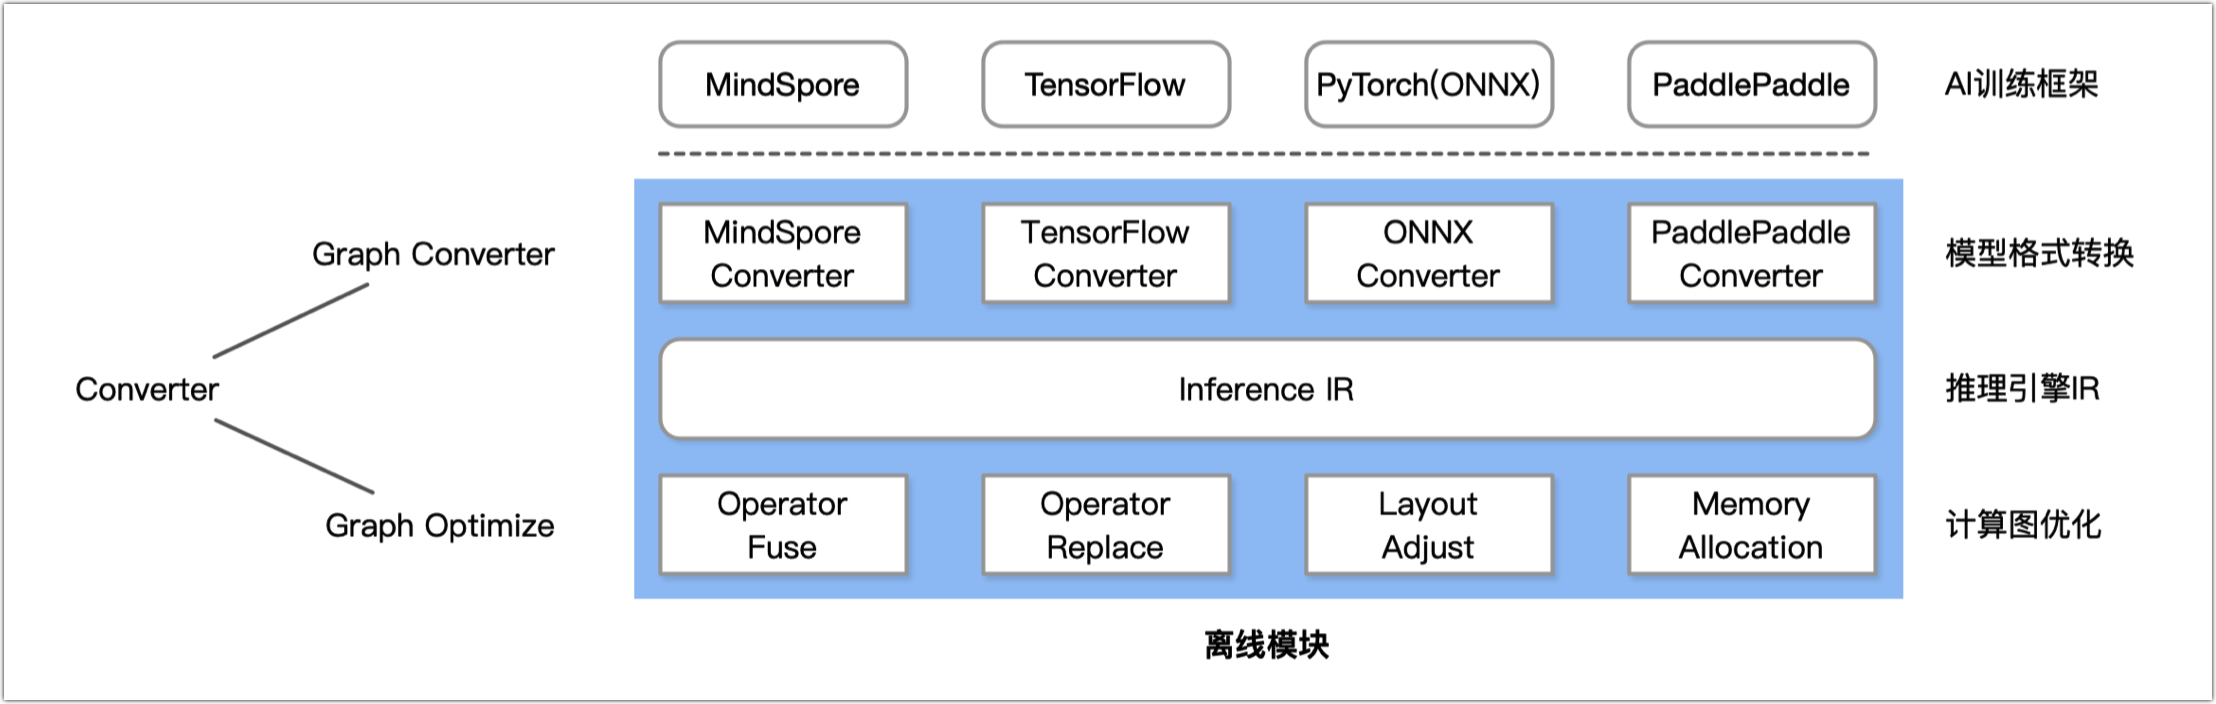 MindSpore
TensorFlow
PyTorch(ONNX)
PaddlePaddle
AI训练框架
Graph Converter
MindSpore
Converter
TensorFlow
Converter
ONNX
Converter
PaddlePaddle
Converter
模型格式转换
Converter
Inference IR
推理引擎IR
Graph Optimize
Operator
Fuse
Operator
Replace
Layout
Adjust
Memory
Allocation
计算图优化
离线模块